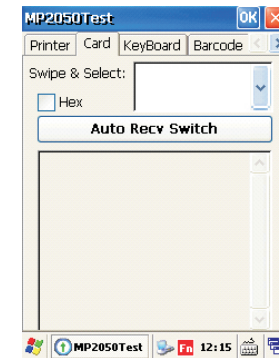 MP2050Test OK
Printer Card KeyBoard Barcode
Swipe & Select:
Hex
Auto Recv Switch
MP2050Test Fn 12:15